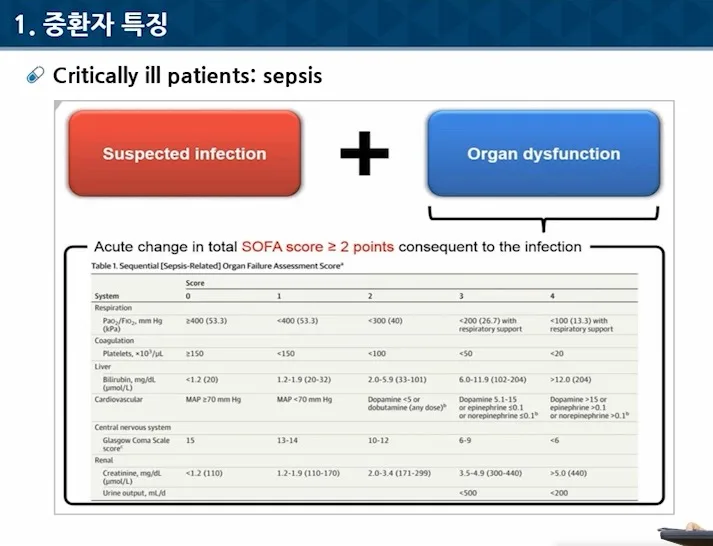 1. 중환자 특징
Critically ill patients: sepsis
Suspected infection
+
Organ dysfunction
Acute change in total SOFA score ≥ 2 points consequent to the infection
Table 1. Sequential [Sepsis-Related] Organ Failure Assessment Scoreᵃ
Score
System 0 1 2 3 4
Respiration
Pao₂/Fio₂, mm Hg (kPa) ≥400 (53.3) <400 (53.3) <300 (40) <200 (26.7) with respiratory support <100 (13.3) with respiratory support
Coagulation
Platelets, ×10³/μL ≥150 <150 <100 <50 <20
Liver
Bilirubin, mg/dL (μmol/L) <1.2 (20) 1.2-1.9 (20-32) 2.0-5.9 (33-101) 6.0-11.9 (102-204) >12.0 (204)
Cardiovascular MAP ≥70 mm Hg MAP <70 mm Hg Dopamine <5 or dobutamine (any dose)ᵇ Dopamine 5.1-15 or epinephrine ≤0.1 or norepinephrine ≤0.1ᵇ Dopamine >15 or epinephrine >0.1 or norepinephrine >0.1ᵇ
Central nervous system
Glasgow Coma Scale scoreᶜ 15 13-14 10-12 6-9 <6
Renal
Creatinine, mg/dL (μmol/L) <1.2 (110) 1.2-1.9 (110-170) 2.0-3.4 (171-299) 3.5-4.9 (300-440) >5.0 (440)
Urine output, mL/d <500 <200